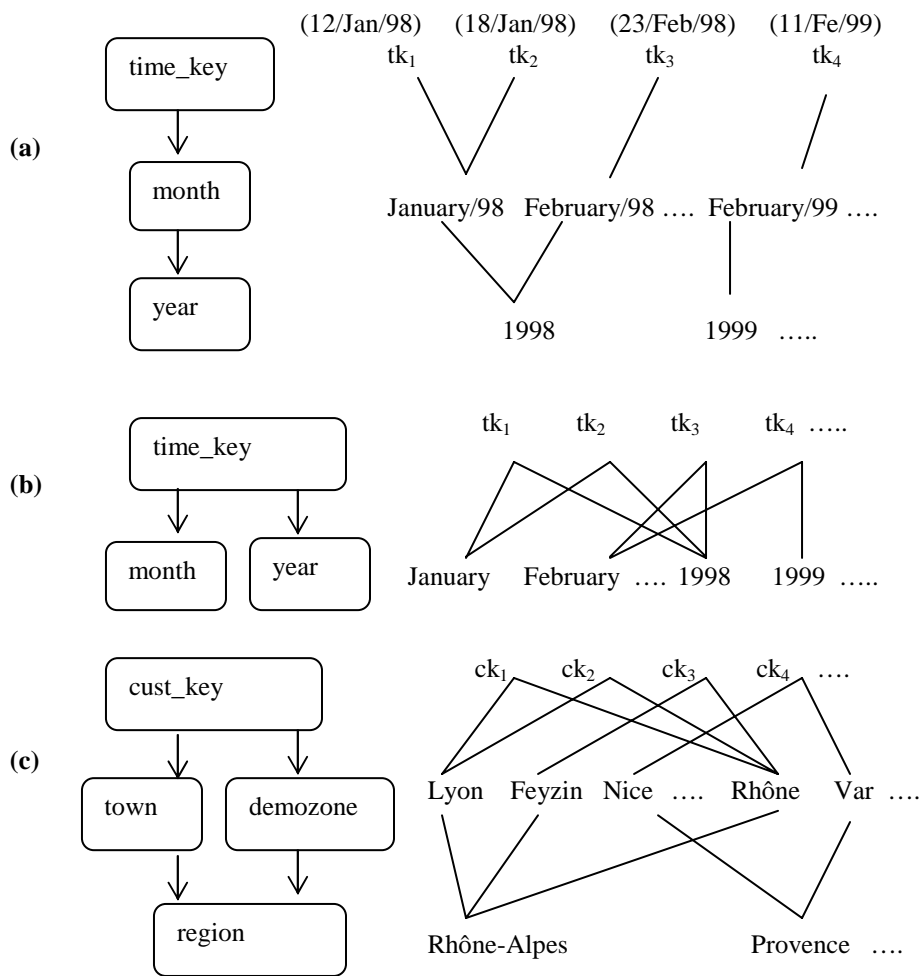 (12/Jan/98) (18/Jan/98) (23/Feb/98) (11/Fe/99)
time_key tk₁ tk₂ tk₃ tk₄
(a)
month
January/98 February/98 …. February/99 ….
year
1998 1999 …..
time_key tk₁ tk₂ tk₃ tk₄ …..
(b)
month year January February …. 1998 1999 …..
cust_key ck₁ ck₂ ck₃ ck₄ ….
(c)
town demozone Lyon Feyzin Nice …. Rhône Var ….
region Rhône-Alpes Provence ….